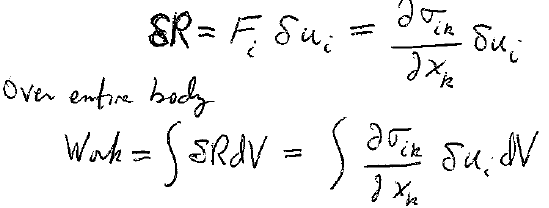 δR = F_i δu_i = ∂σ_ik / ∂x_k δu_i
Over entire body
Work = ∫ δR dV = ∫ ∂σ_ik / ∂x_k δu_i dV